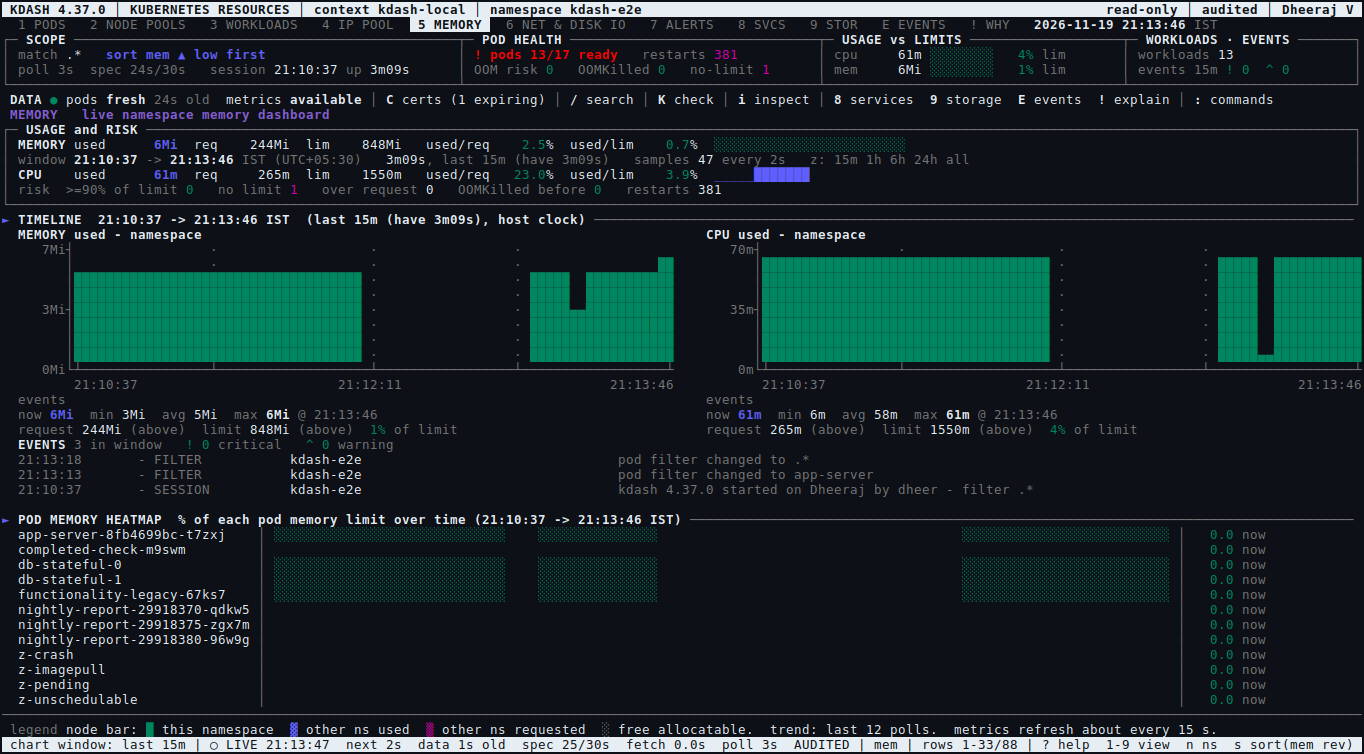 KDASH 4.37.0 │ KUBERNETES RESOURCES │ context kdash-local │ namespace kdash-e2e read-only │ audited │ Dheeraj V
1 PODS 2 NODE POOLS 3 WORKLOADS 4 IP POOL 5 MEMORY 6 NET & DISK IO 7 ALERTS 8 SVCS 9 STOR E EVENTS ! WHY 2026-11-19 21:13:46 IST
SCOPE POD HEALTH USAGE vs LIMITS WORKLOADS · EVENTS
match .* sort mem ▲ low first ! pods 13/17 ready restarts 381 cpu 61m 4% lim workloads 13
poll 3s spec 24s/30s session 21:10:37 up 3m09s OOM risk 0 OOMKilled 0 no-limit 1 mem 6Mi 1% lim events 15m ! 0 ^ 0
DATA ● pods fresh 24s old metrics available │ C certs (1 expiring) │ / search │ K check │ i inspect │ 8 services 9 storage E events ! explain │ : commands
MEMORY live namespace memory dashboard
USAGE and RISK
MEMORY used 6Mi req 244Mi lim 848Mi used/req 2.5% used/lim 0.7%
window 21:10:37 -> 21:13:46 IST (UTC+05:30) 3m09s, last 15m (have 3m09s) samples 47 every 2s z: 15m 1h 6h 24h all
CPU used 61m req 265m lim 1550m used/req 23.0% used/lim 3.9%
risk >=90% of limit 0 no limit 1 over request 0 OOMKilled before 0 restarts 381
► TIMELINE 21:10:37 -> 21:13:46 IST (last 15m (have 3m09s), host clock)
MEMORY used - namespace CPU used - namespace
7Mi 70m
3Mi 35m
0Mi 0m
21:10:37 21:12:11 21:13:46 21:10:37 21:12:11 21:13:46
events events
now 6Mi min 3Mi avg 5Mi max 6Mi @ 21:13:46 now 61m min 6m avg 58m max 61m @ 21:13:46
request 244Mi (above) limit 848Mi (above) 1% of limit request 265m (above) limit 1550m (above) 4% of limit
EVENTS 3 in window ! 0 critical ^ 0 warning
21:13:18 - FILTER kdash-e2e pod filter changed to .*
21:13:13 - FILTER kdash-e2e pod filter changed to app-server
21:10:37 - SESSION kdash-e2e kdash 4.37.0 started on Dheeraj by dheer - filter .*
► POD MEMORY HEATMAP % of each pod memory limit over time (21:10:37 -> 21:13:46 IST)
app-server-8fb4699bc-t7zxj 0.0 now
completed-check-m9swm 0.0 now
db-stateful-0 0.0 now
db-stateful-1 0.0 now
functionality-legacy-67ks7 0.0 now
nightly-report-29918370-qdkw5 0.0 now
nightly-report-29918375-zgx7m 0.0 now
nightly-report-29918380-96w9g 0.0 now
z-crash 0.0 now
z-imagepull 0.0 now
z-pending 0.0 now
z-unschedulable 0.0 now
legend node bar: this namespace other ns used other ns requested free allocatable. trend: last 12 polls. metrics refresh about every 15 s.
chart window: last 15m │ ○ LIVE 21:13:47 next 2s data 1s old spec 25/30s fetch 0.0s poll 3s AUDITED │ mem │ rows 1-33/88 │ ? help 1-9 view n ns s sort(mem rev)